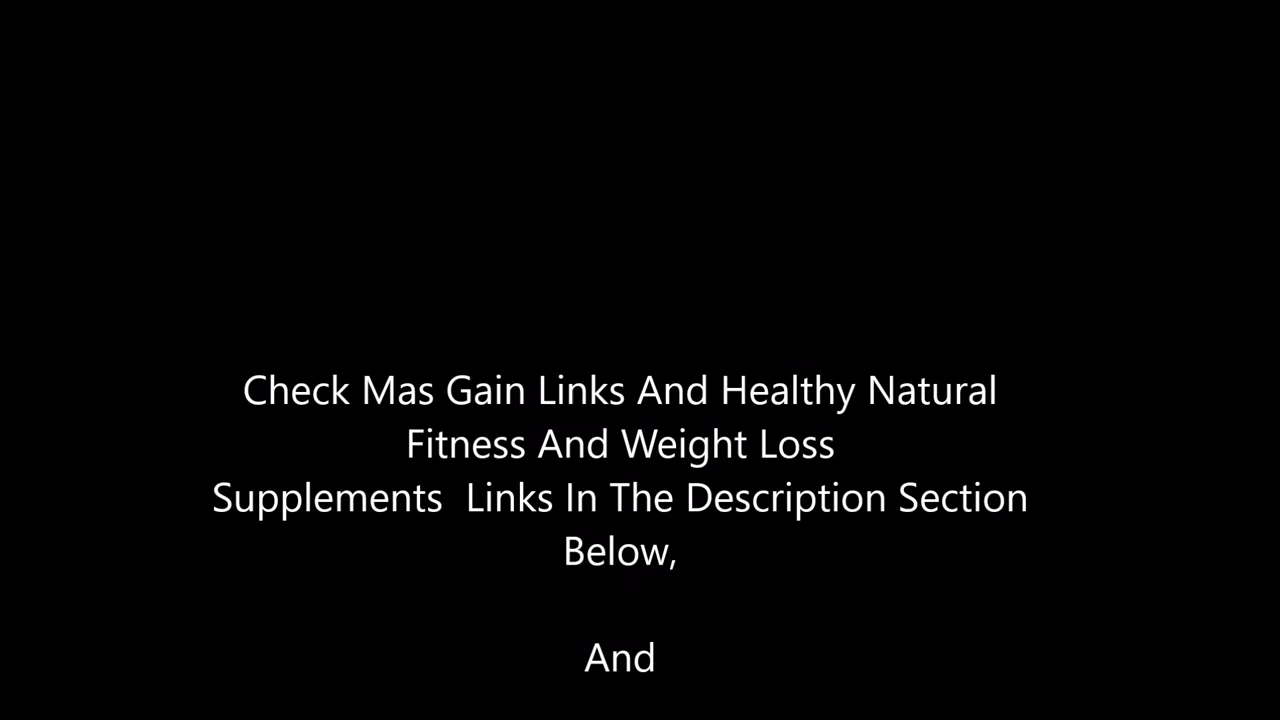 Check Mas Gain Links And Healthy Natural
Fitness And Weight Loss
Supplements  Links In The Description Section
Below,
And